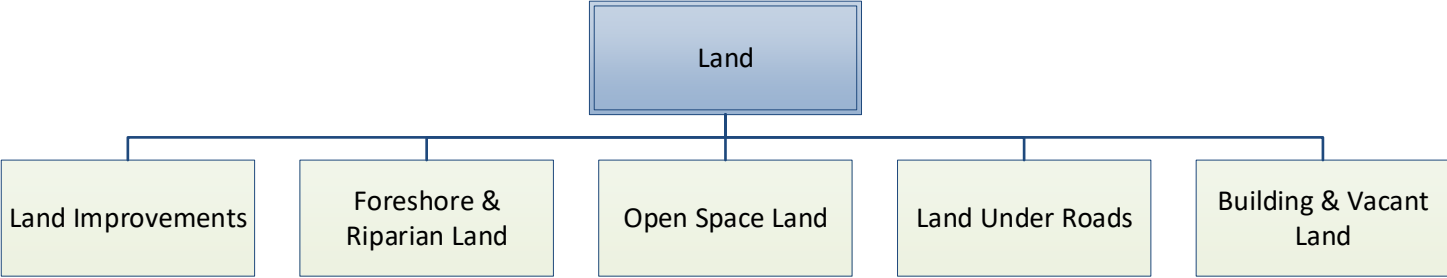 Land
Land Improvements
Foreshore &
Riparian Land
Open Space Land
Land Under Roads
Building & Vacant
Land